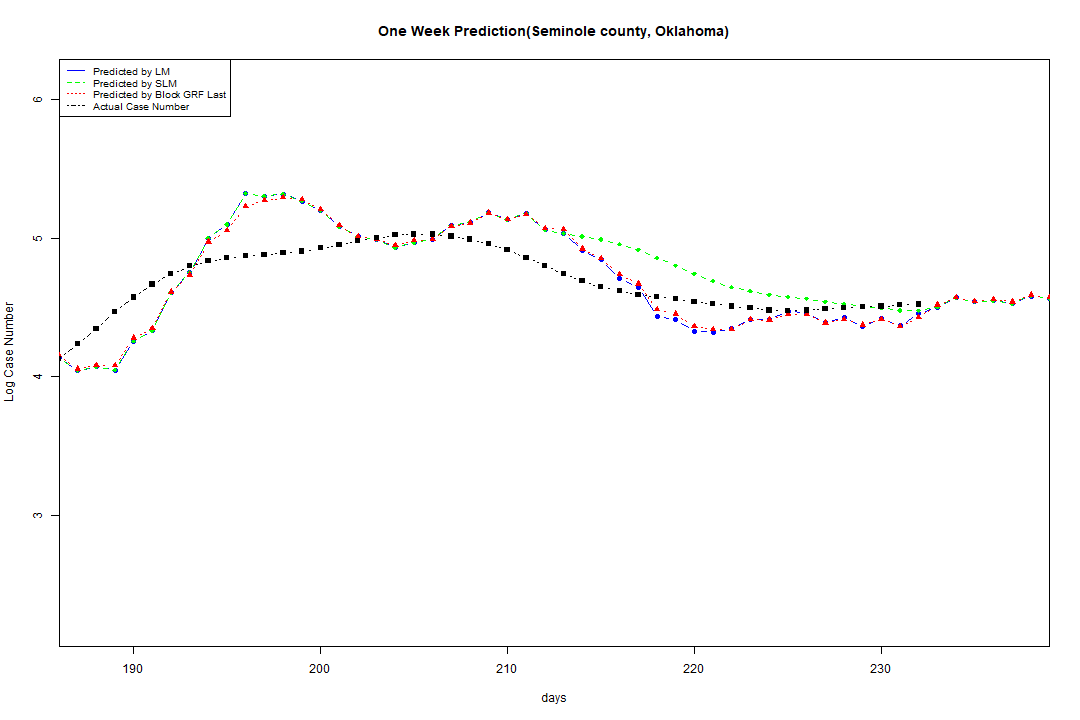 One Week Prediction(Seminole county, Oklahoma)
Predicted by LM
Predicted by SLM
Predicted by Block GRF Last
Actual Case Number
6
5
4
3
Log Case Number
190 200 210 220 230
days